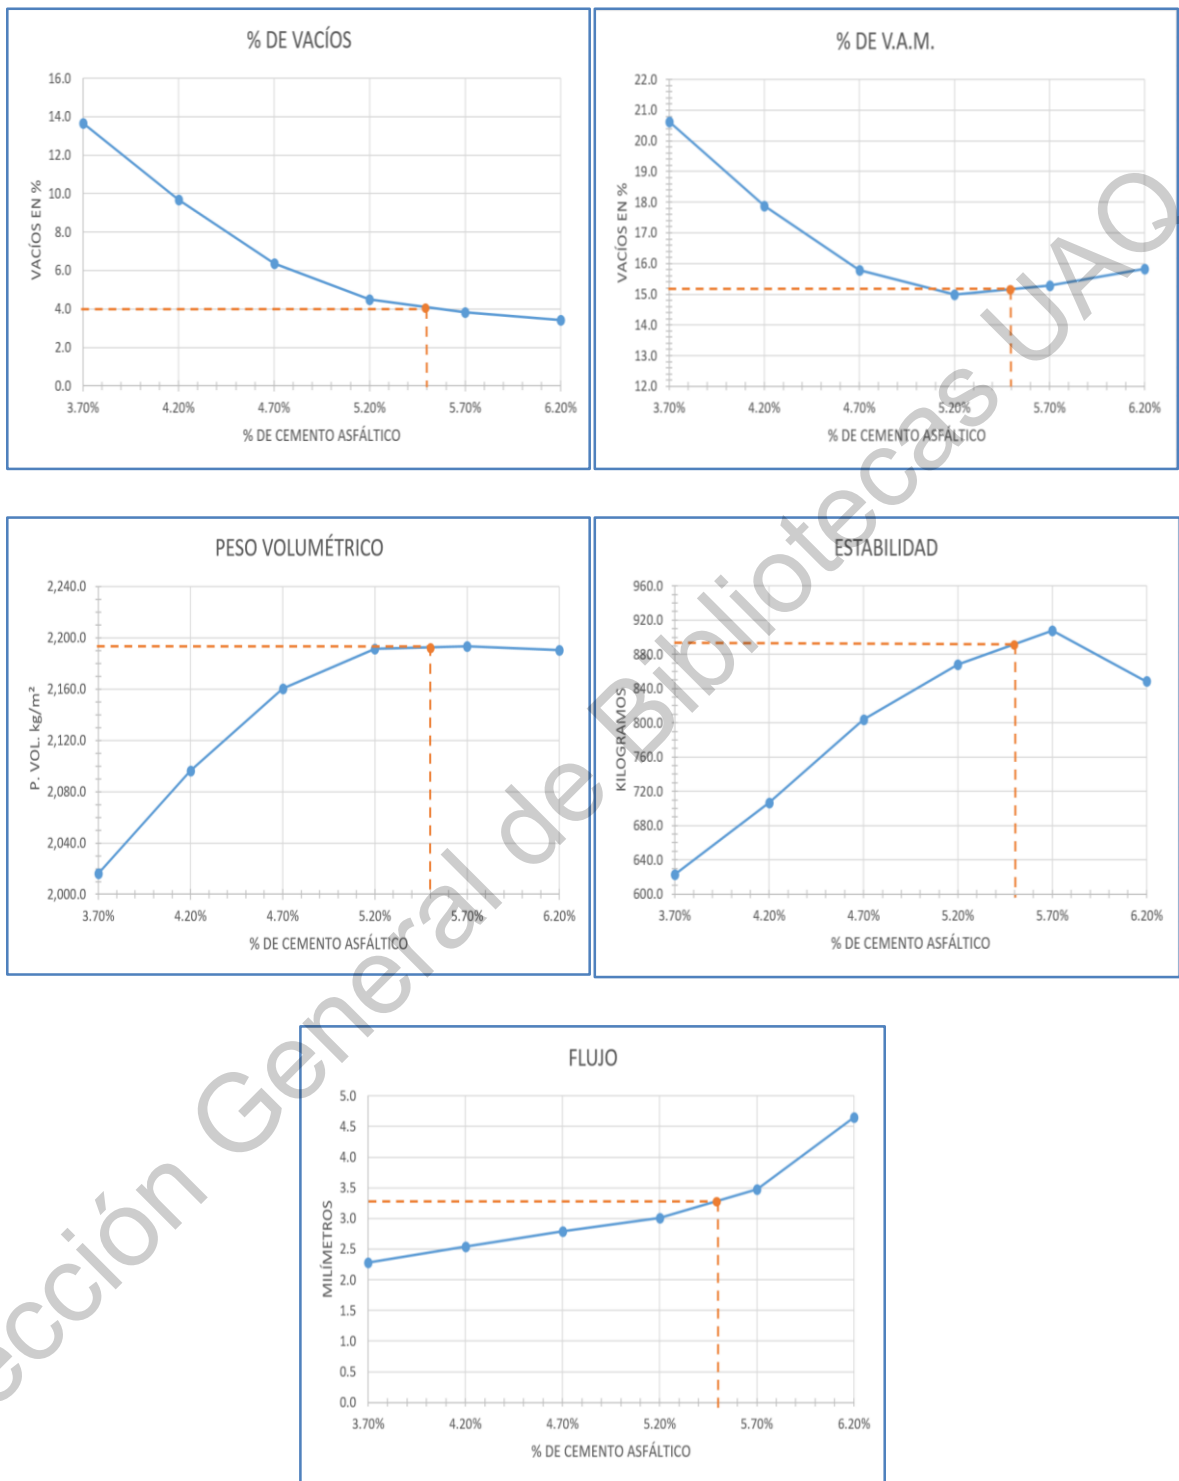 % DE VACÍOS
VACÍOS EN %
16.0
14.0
12.0
10.0
8.0
6.0
4.0
2.0
0.0
3.70% 4.20% 4.70% 5.20% 5.70% 6.20%
% DE CEMENTO ASFÁLTICO
% DE V.A.M.
VACÍOS EN %
22.0
21.0
20.0
19.0
18.0
17.0
16.0
15.0
14.0
13.0
12.0
3.70% 4.20% 4.70% 5.20% 5.70% 6.20%
% DE CEMENTO ASFÁLTICO
PESO VOLUMÉTRICO
P. VOL. kg/m²
2,240.0
2,200.0
2,160.0
2,120.0
2,080.0
2,040.0
2,000.0
3.70% 4.20% 4.70% 5.20% 5.70% 6.20%
% DE CEMENTO ASFÁLTICO
ESTABILIDAD
KILOGRAMOS
960.0
920.0
880.0
840.0
800.0
760.0
720.0
680.0
640.0
600.0
3.70% 4.20% 4.70% 5.20% 5.70% 6.20%
% DE CEMENTO ASFÁLTICO
FLUJO
MILÍMETROS
5.0
4.5
4.0
3.5
3.0
2.5
2.0
1.5
1.0
0.5
0.0
3.70% 4.20% 4.70% 5.20% 5.70% 6.20%
% DE CEMENTO ASFÁLTICO
ección General de Bibliotecas UAQ